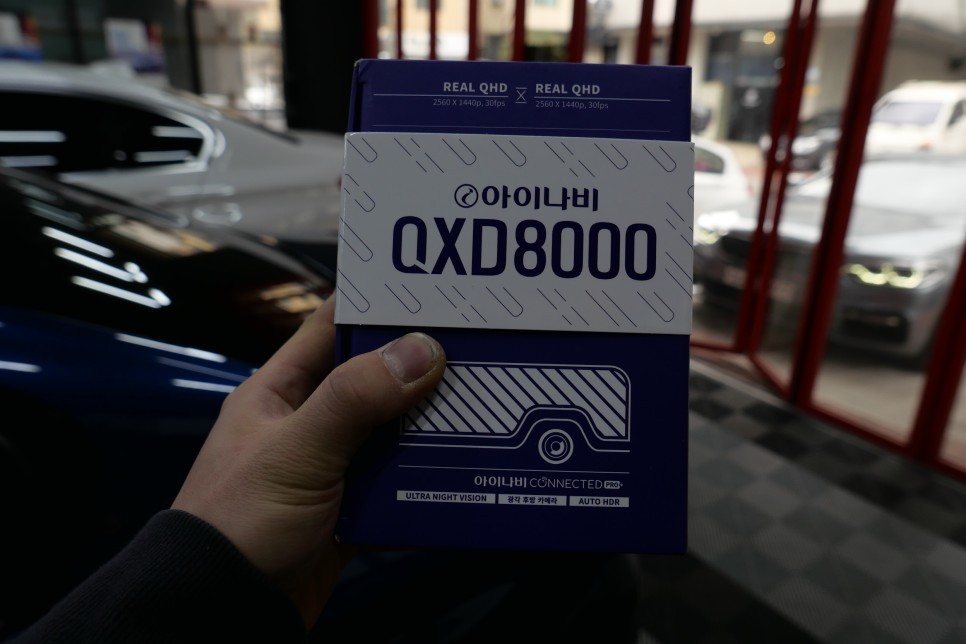 REAL QHD REAL QHD
2560 X 1440p, 30fps 2560 X 1440p, 30fps
아이나비
QXD8000
아이나비 CONNECTED PRO+
ULTRA NIGHT VISION 광각 후방 카메라 AUTO HDR